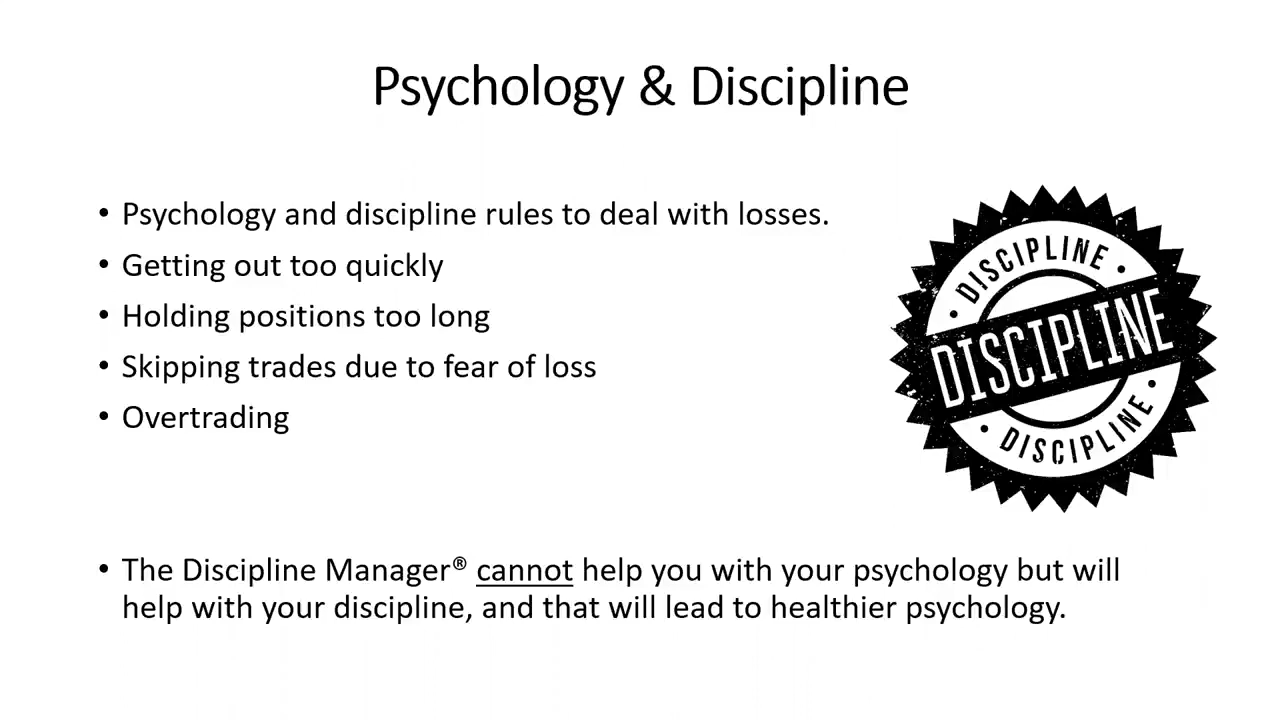 Psychology & Discipline
• Psychology and discipline rules to deal with losses.
• Getting out too quickly
• Holding positions too long
• Skipping trades due to fear of loss
• Overtrading
• DISCIPLINE •
DISCIPLINE
• DISCIPLINE •
• The Discipline Manager® cannot help you with your psychology but will
help with your discipline, and that will lead to healthier psychology.